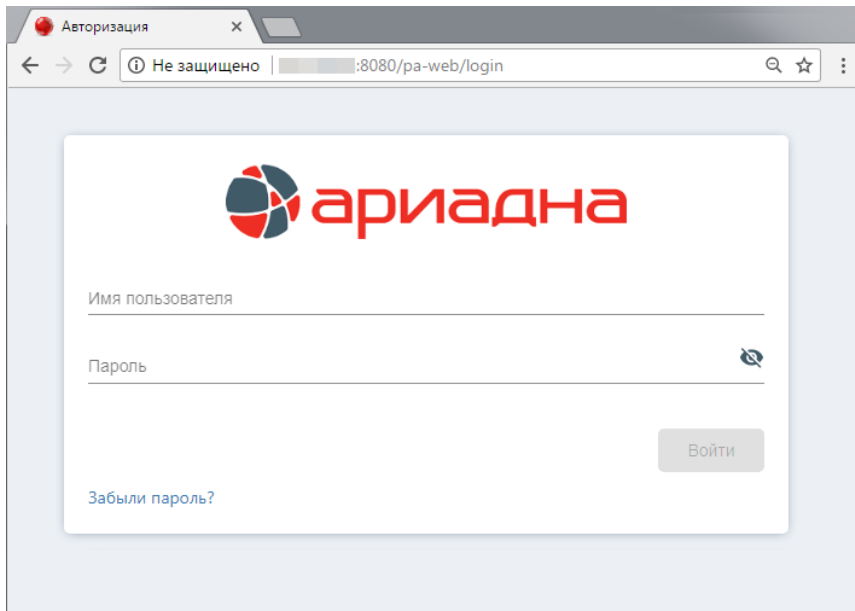 Авторизация
Не защищено :8080/pa-web/login
ариадна
Имя пользователя
Пароль
Войти
Забыли пароль?